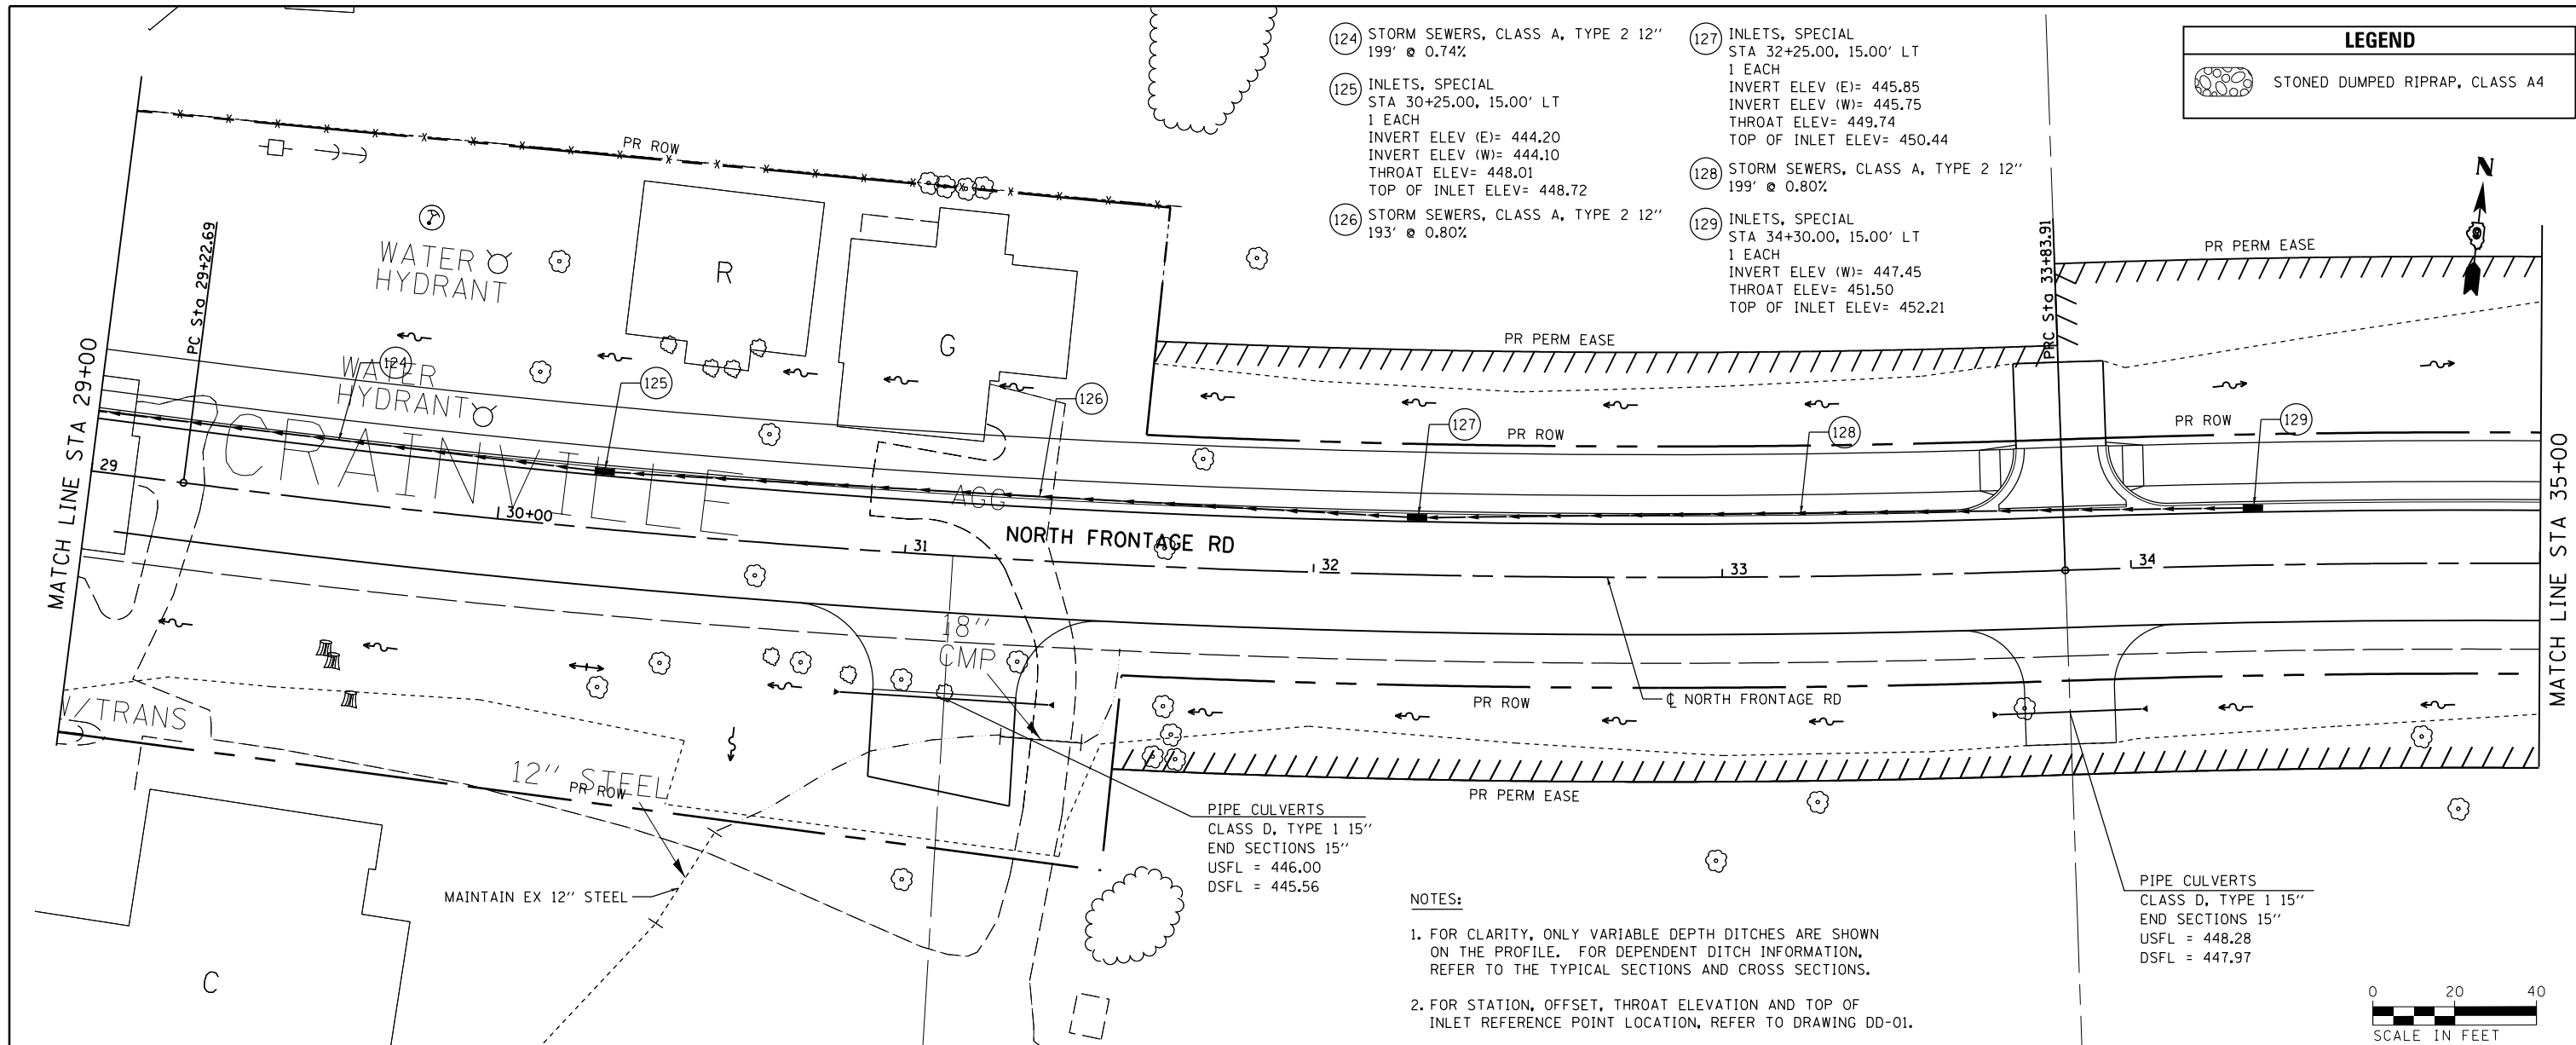 124 STORM SEWERS, CLASS A, TYPE 2 12"
199' @ 0.74%
125 INLETS, SPECIAL
STA 30+25.00, 15.00' LT
1 EACH
INVERT ELEV (E)= 444.20
INVERT ELEV (W)= 444.10
THROAT ELEV= 448.01
TOP OF INLET ELEV= 448.72
126 STORM SEWERS, CLASS A, TYPE 2 12"
193' @ 0.80%
127 INLETS, SPECIAL
STA 32+25.00, 15.00' LT
1 EACH
INVERT ELEV (E)= 445.85
INVERT ELEV (W)= 445.75
THROAT ELEV= 449.74
TOP OF INLET ELEV= 450.44
128 STORM SEWERS, CLASS A, TYPE 2 12"
199' @ 0.80%
129 INLETS, SPECIAL
STA 34+30.00, 15.00' LT
1 EACH
INVERT ELEV (W)= 447.45
THROAT ELEV= 451.50
TOP OF INLET ELEV= 452.21
LEGEND
STONED DUMPED RIPRAP, CLASS A4
N
PR ROW
PC Sta 29+22.69
WATER
HYDRANT
R
G
WATER
HYDRANT
124
125
126
127
128
129
PR PERM EASE
PR PERM EASE
PRC Sta 33+83.91
PR ROW
PR ROW
MATCH LINE STA 29+00
MATCH LINE STA 35+00
CRAINVILLE
AGG
29
30+00
31
32
33
34
NORTH FRONTAGE RD
18"
CMP
W/TRANS
12" STEEL
PR ROW
PR ROW
℄ NORTH FRONTAGE RD
PR PERM EASE
MAINTAIN EX 12" STEEL
C
PIPE CULVERTS
CLASS D, TYPE 1 15"
END SECTIONS 15"
USFL = 446.00
DSFL = 445.56
PIPE CULVERTS
CLASS D, TYPE 1 15"
END SECTIONS 15"
USFL = 448.28
DSFL = 447.97
NOTES:
1. FOR CLARITY, ONLY VARIABLE DEPTH DITCHES ARE SHOWN
ON THE PROFILE. FOR DEPENDENT DITCH INFORMATION,
REFER TO THE TYPICAL SECTIONS AND CROSS SECTIONS.
2. FOR STATION, OFFSET, THROAT ELEVATION AND TOP OF
INLET REFERENCE POINT LOCATION, REFER TO DRAWING DD-01.
0 20 40
SCALE IN FEET